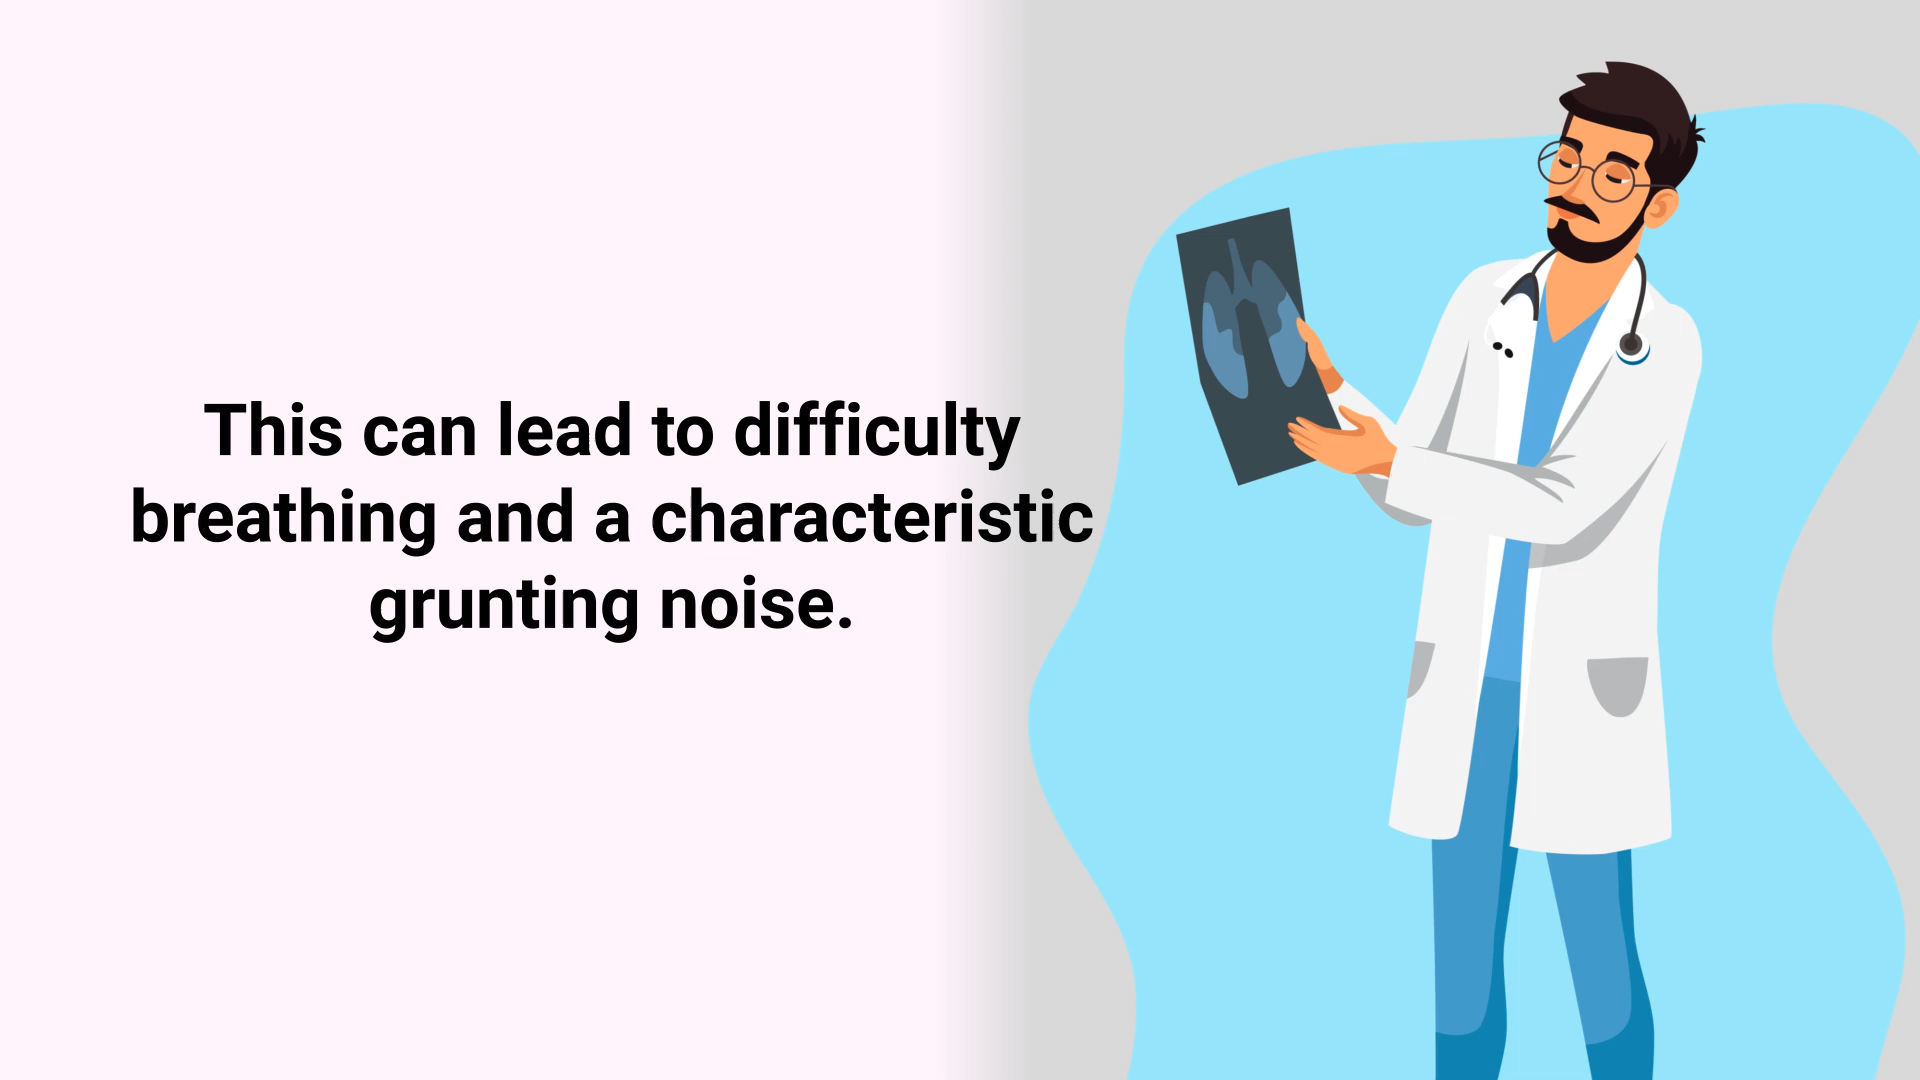 This can lead to difficulty
breathing and a characteristic
grunting noise.